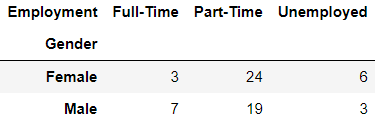 Employment Full-Time Part-Time Unemployed
Gender
Female 3 24 6
Male 7 19 3